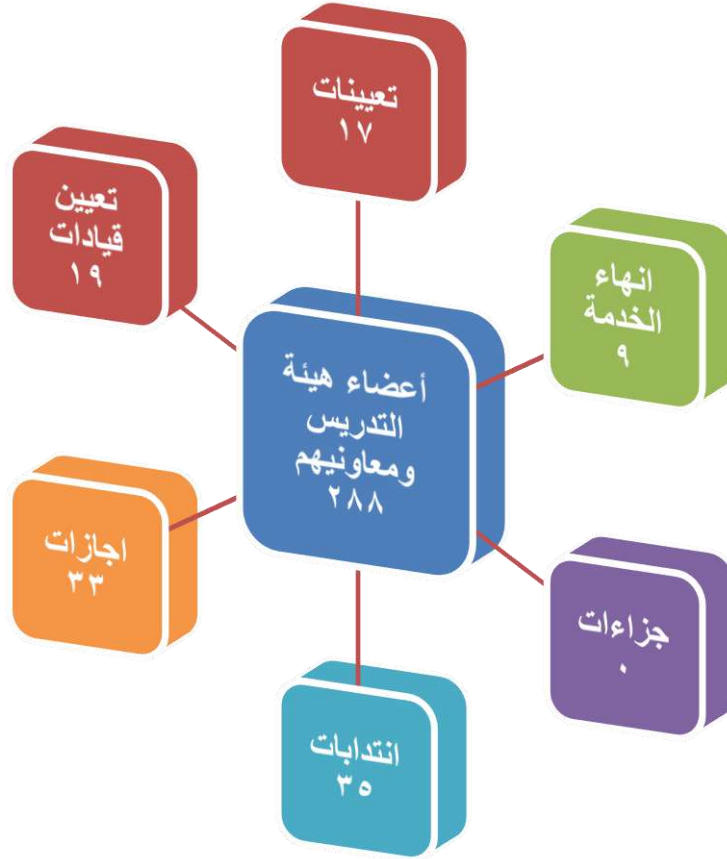 تعيينات
١٧
تعيين
قيادات
١٩
انهاء
الخدمة
٩
أعضاء هيئة
التدريس
ومعاونيهم
٢٨٨
اجازات
٣٣
جزاءات
٠
انتدابات
٣٥